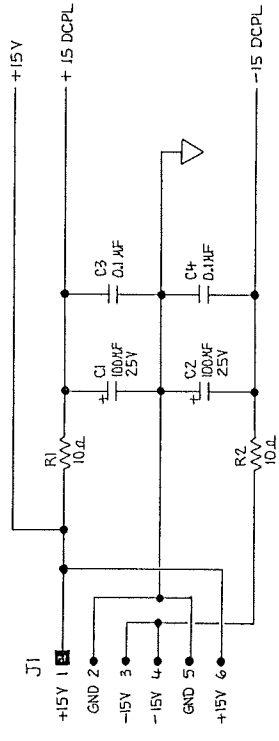 +15V
+15 DCPL
-15 DCPL
J1
+15V 1
GND 2
-15V 3
-15V 4
GND 5
+15V 6
R1
10Ω
C1
100µF
25V
C3
0.1µF
C2
100µF
25V
C4
0.1µF
R2
10Ω